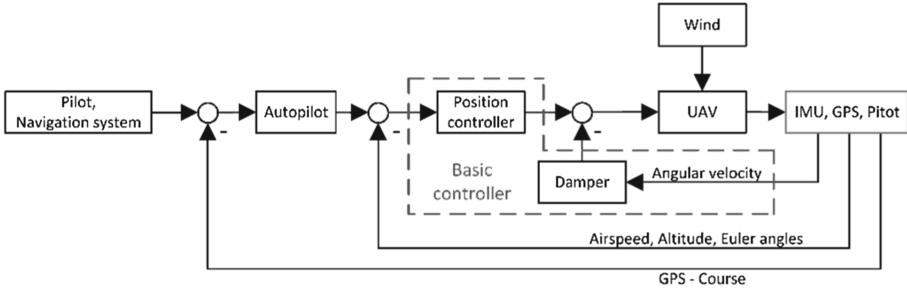 Wind
Pilot,
Navigation system
-
Autopilot
-
Position
controller
-
UAV
IMU, GPS, Pitot
Basic
controller
Damper
Angular velocity
Airspeed, Altitude, Euler angles
GPS - Course